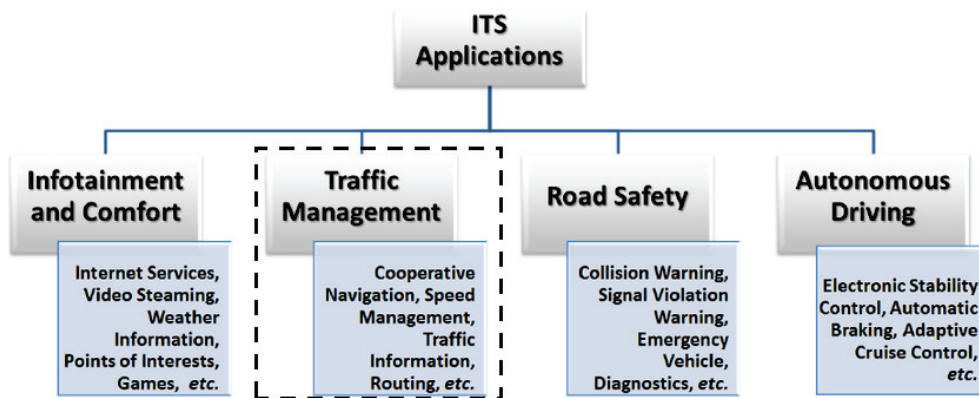 ITS
Applications
Infotainment
and Comfort
Internet Services,
Video Steaming,
Weather
Information,
Points of Interests,
Games, etc.
Traffic
Management
Cooperative
Navigation, Speed
Management,
Traffic
Information,
Routing, etc.
Road Safety
Collision Warning,
Signal Violation
Warning,
Emergency
Vehicle,
Diagnostics, etc.
Autonomous
Driving
Electronic Stability
Control, Automatic
Braking, Adaptive
Cruise Control,
etc.